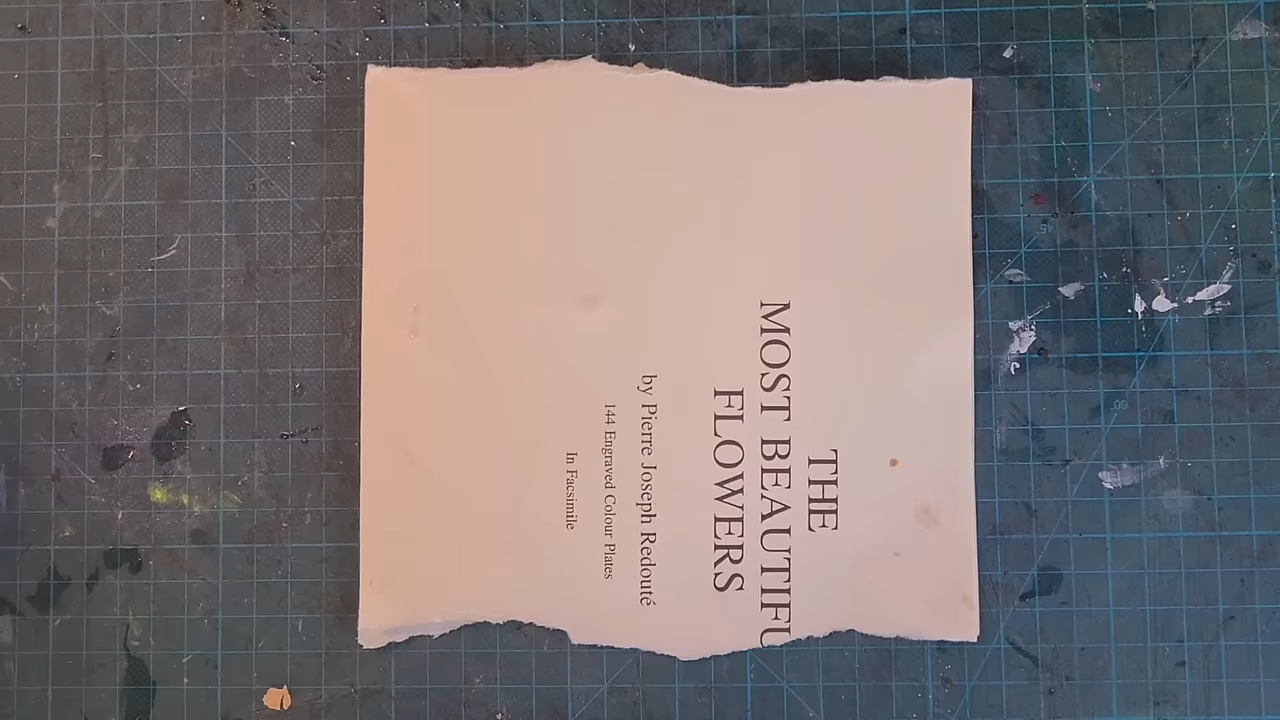 THE
MOST BEAUTIFU
FLOWERS
by Pierre Joseph Redouté
144 Engraved Colour Plates
In Facsimile